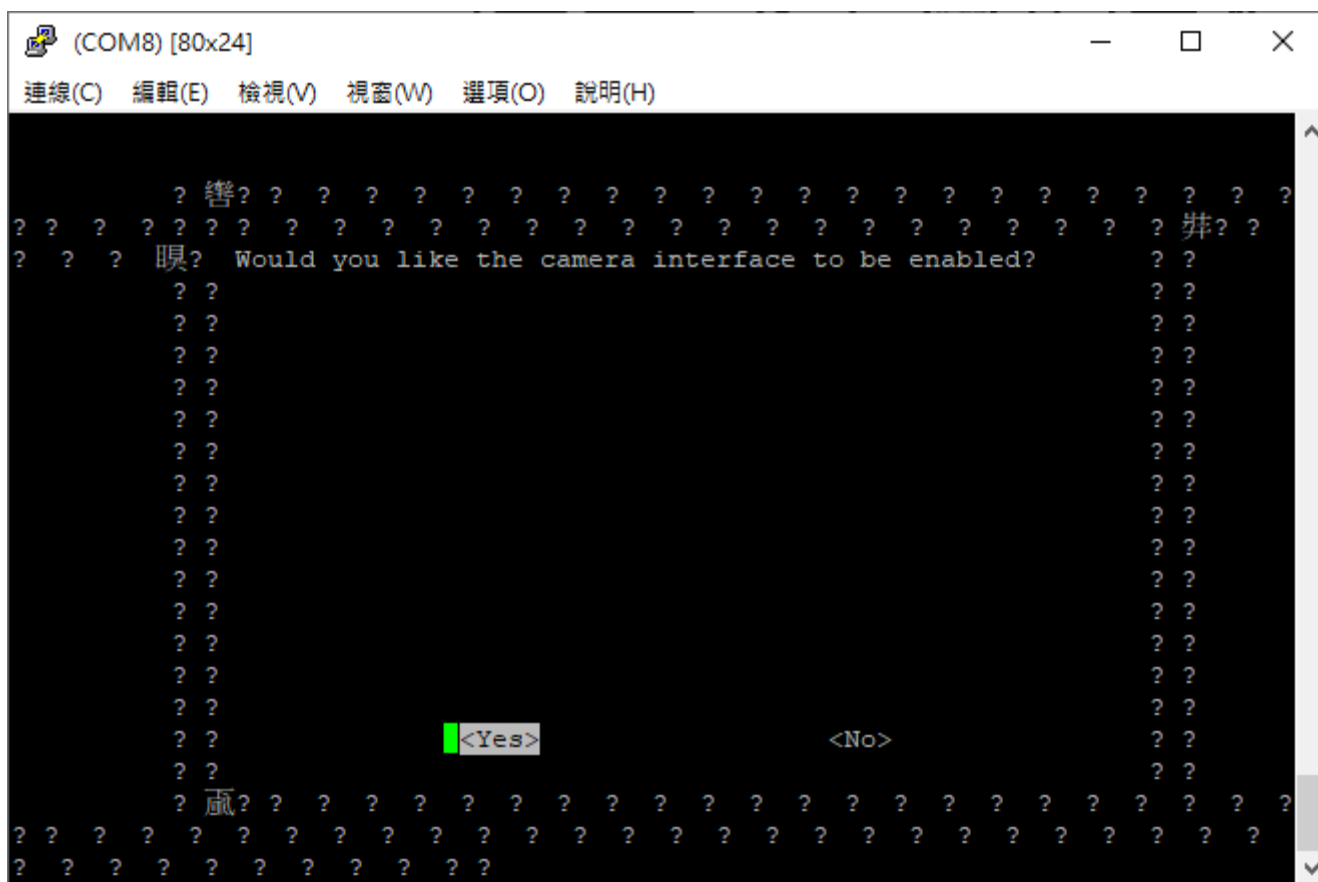 (COM8) [80x24]
連線(C) 編輯(E) 檢視(V) 視窗(W) 選項(O) 說明(H)
? ? ? ? ? ? ? ? ? ? ? ? ? ? ? ? ? ? ? ? ? ? ? ? ?
? ? ? ? ? ? ? ? ? ? ? ? ? ? ? ? ? ? ? ? ? ? ? ? ? ? ? ? ?
? ? ? ? Would you like the camera interface to be enabled? ? ?
? ? ? ?
? ? ? ?
? ? ? ?
? ? ? ?
? ? ? ?
? ? ? ?
? ? ? ?
? ? ? ?
? ? ? ?
? ? ? ?
? ? ? ?
? ? ? ?
? ? ? ?
? ? ? ?
? ? <Yes> <No> ? ?
? ? ? ?
? ? ? ? ? ? ? ? ? ? ? ? ? ? ? ? ? ? ? ? ? ? ? ? ?
? ? ? ? ? ? ? ? ? ? ? ? ? ? ? ? ? ? ? ? ? ? ? ? ? ? ?
? ? ? ? ? ? ? ? ? ? ?